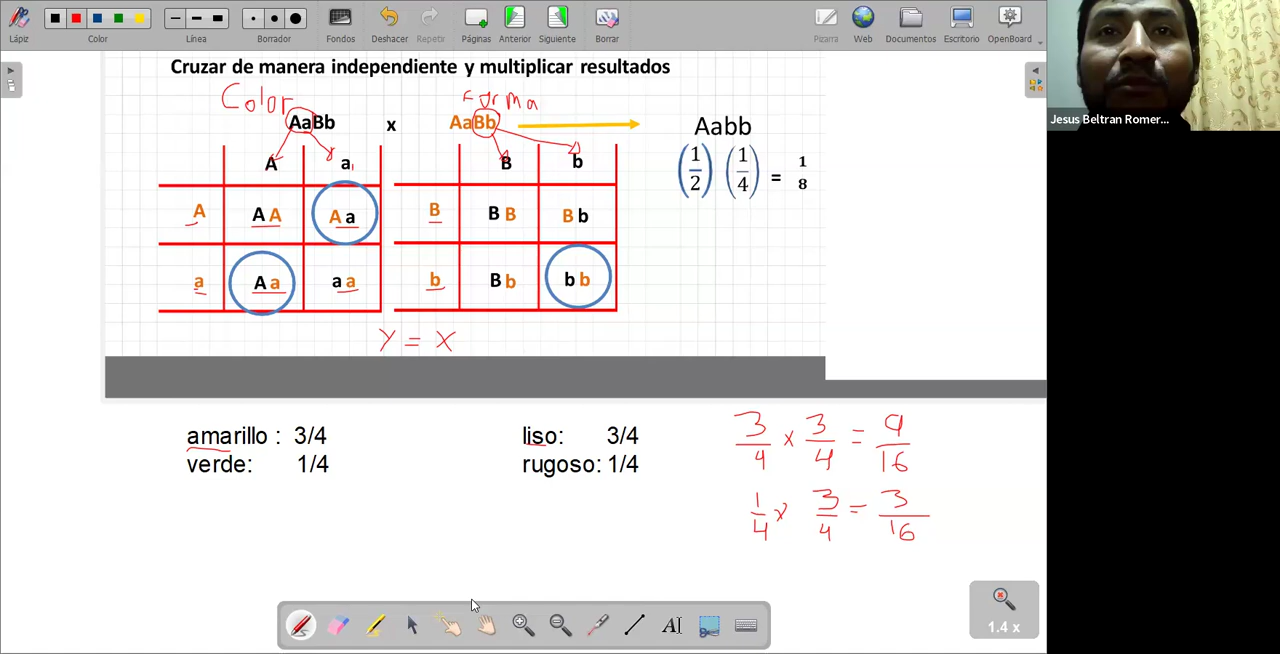 Lápiz Color Línea Borrador Fondos Deshacer Repetir Páginas Anterior Siguiente Borrar Pizarra Web Documentos Escritorio OpenBoard
Cruzar de manera independiente y multiplicar resultados
Color Forma
AaBb x AaBb Aabb
A a B b
(1/2) (1/4) = 1/8
A AA Aa B BB Bb
a Aa aa b Bb bb
Y = X
amarillo : 3/4 liso: 3/4
verde: 1/4 rugoso: 1/4
3/4 x 3/4 = 9/16
1/4 x 3/4 = 3/16
1.4 x
Jesus Beltran Romer...